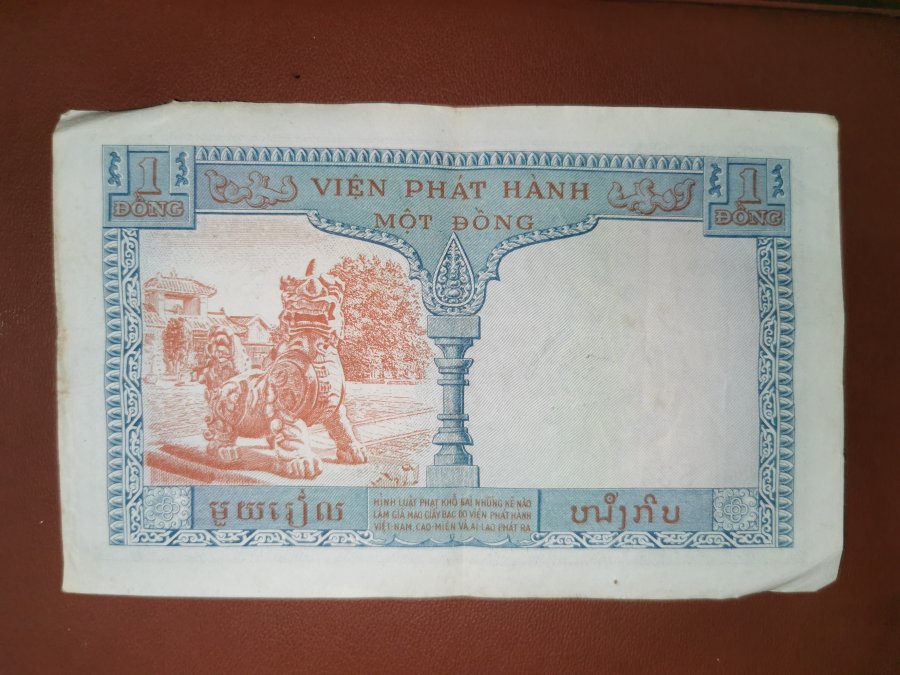 1
ĐỒNG
VIỆN PHÁT HÀNH
MỘT ĐỒNG
1
ĐỒNG
មួយរៀល
HÌNH LUẬT PHẠT KHỔ SAI NHỮNG KẺ NÀO
LÀM GIẢ MẠO GIẤY BẠC DO VIỆN PHÁT HÀNH
VIỆT-NAM, CAO-MIÊN VÀ AI-LAO PHÁT RA
ຫນຶ່ງກີບ